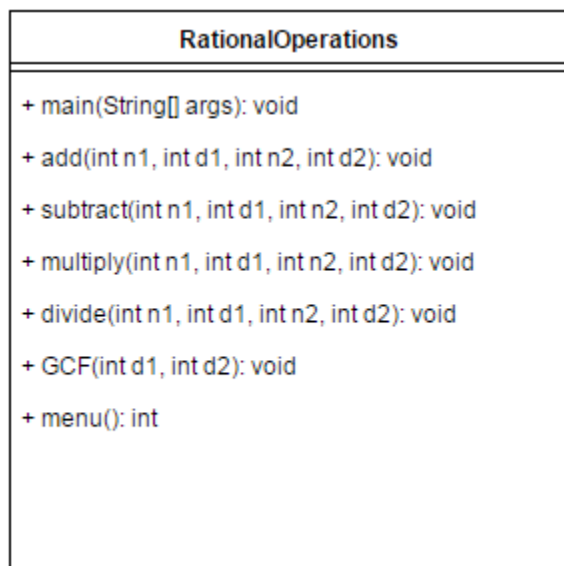 RationalOperations
+ main(String[] args): void
+ add(int n1, int d1, int n2, int d2): void
+ subtract(int n1, int d1, int n2, int d2): void
+ multiply(int n1, int d1, int n2, int d2): void
+ divide(int n1, int d1, int n2, int d2): void
+ GCF(int d1, int d2): void
+ menu(): int